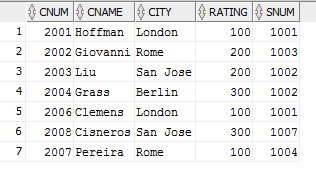 CNUM CNAME CITY RATING SNUM
1 2001 Hoffman London 100 1001
2 2002 Giovanni Rome 200 1003
3 2003 Liu San Jose 200 1002
4 2004 Grass Berlin 300 1002
5 2006 Clemens London 100 1001
6 2008 Cisneros San Jose 300 1007
7 2007 Pereira Rome 100 1004